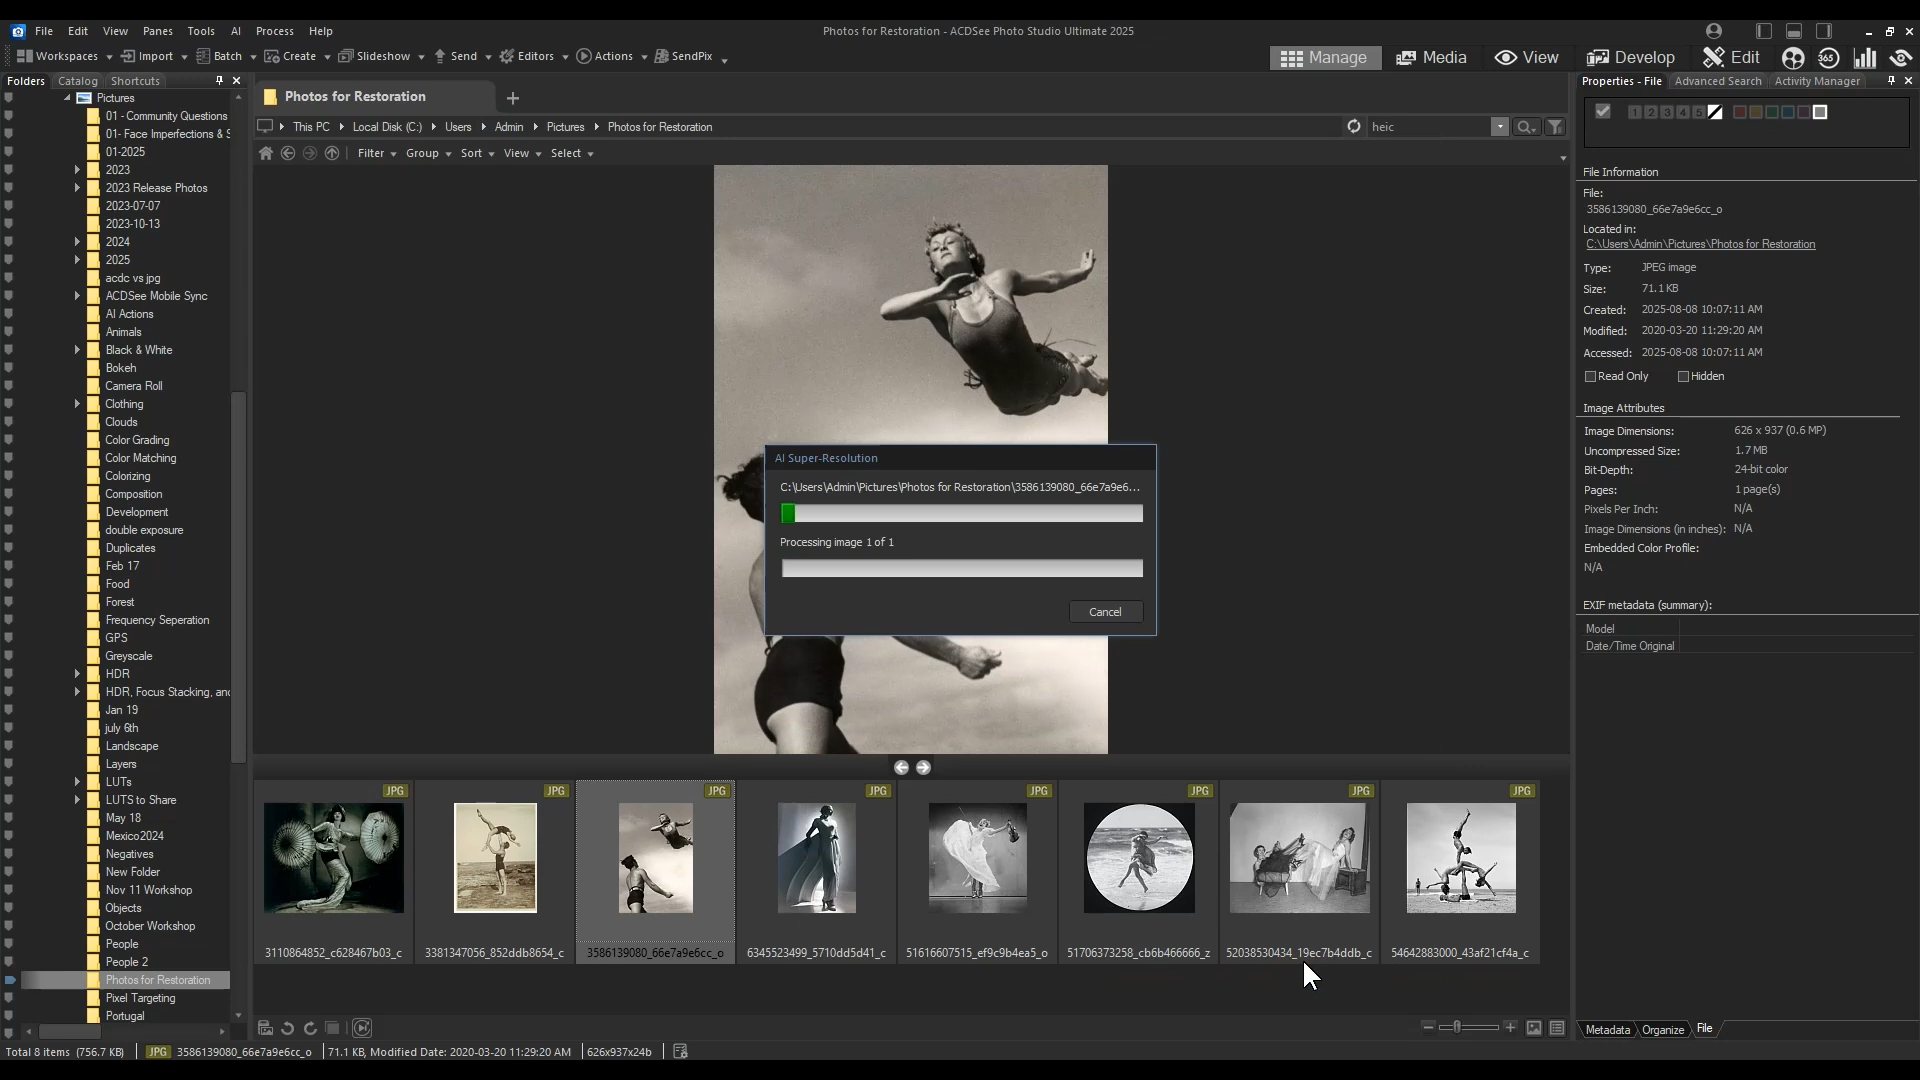 File Edit View Panes Tools AI Process Help
Photos for Restoration - ACDSee Photo Studio Ultimate 2025
Workspaces Import Batch Create Slideshow Send Editors Actions SendPix
Manage Media View Develop Edit 365
Folders Catalog Shortcuts
Pictures
01 - Community Questions
01- Face Imperfections & S
01-2025
2023
2023 Release Photos
2023-07-07
2023-10-13
2024
2025
acdc vs jpg
ACDSee Mobile Sync
AI Actions
Animals
Black & White
Bokeh
Camera Roll
Clothing
Clouds
Color Grading
Color Matching
Colorizing
Composition
Development
double exposure
Duplicates
Feb 17
Food
Forest
Frequency Seperation
GPS
Greyscale
HDR
HDR, Focus Stacking, and
Jan 19
july 6th
Landscape
Layers
LUTs
LUTS to Share
May 18
Mexico2024
Negatives
New Folder
Nov 11 Workshop
Objects
October Workshop
People
People 2
Photos for Restoration
Pixel Targeting
Portugal
Photos for Restoration
This PC Local Disk (C:) Users Admin Pictures Photos for Restoration
heic
Filter Group Sort View Select
AI Super-Resolution
C:\Users\Admin\Pictures\Photos for Restoration\3586139080_66e7a9e6...
Processing image 1 of 1
Cancel
JPG JPG JPG JPG JPG JPG JPG JPG
3110864852_c628467b03_c 3381347056_852ddb8654_c 3586139080_66e7a9e6cc_o 6345523499_5710dd5d41_c 51616607515_ef9c9b4ea5_o 51706373258_cb6b466666_z 52038530434_19ec7b4ddb_c 54642883000_43af21cf4a_c
Properties - File Advanced Search Activity Manager
1 2 3 4 5
File Information
File:
3586139080_66e7a9e6cc_o
Located in:
C:\Users\Admin\Pictures\Photos for Restoration
Type: JPEG image
Size: 71.1 KB
Created: 2025-08-08 10:07:11 AM
Modified: 2020-03-20 11:29:20 AM
Accessed: 2025-08-08 10:07:11 AM
Read Only Hidden
Image Attributes
Image Dimensions: 626 x 937 (0.6 MP)
Uncompressed Size: 1.7 MB
Bit-Depth: 24-bit color
Pages: 1 page(s)
Pixels Per Inch: N/A
Image Dimensions (in inches): N/A
Embedded Color Profile:
N/A
EXIF metadata (summary):
Model
Date/Time Original
Metadata Organize File
Total 8 items (756.7 KB) JPG 3586139080_66e7a9e6cc_o 71.1 KB, Modified Date: 2020-03-20 11:29:20 AM 626x937x24b